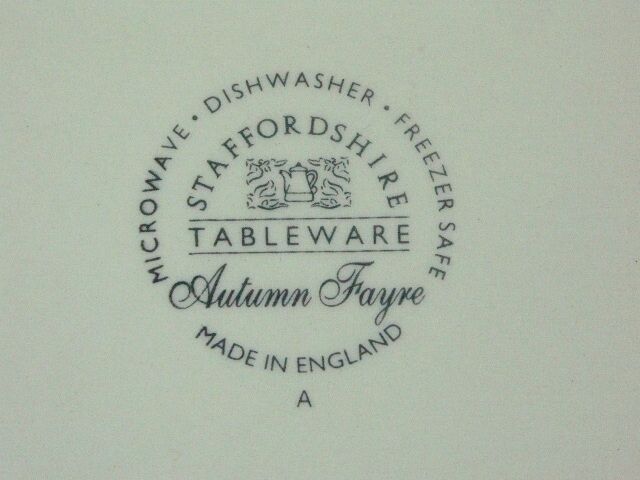 MICROWAVE · DISHWASHER · FREEZER SAFE
STAFFORDSHIRE
TABLEWARE
Autumn Fayre
MADE IN ENGLAND
A